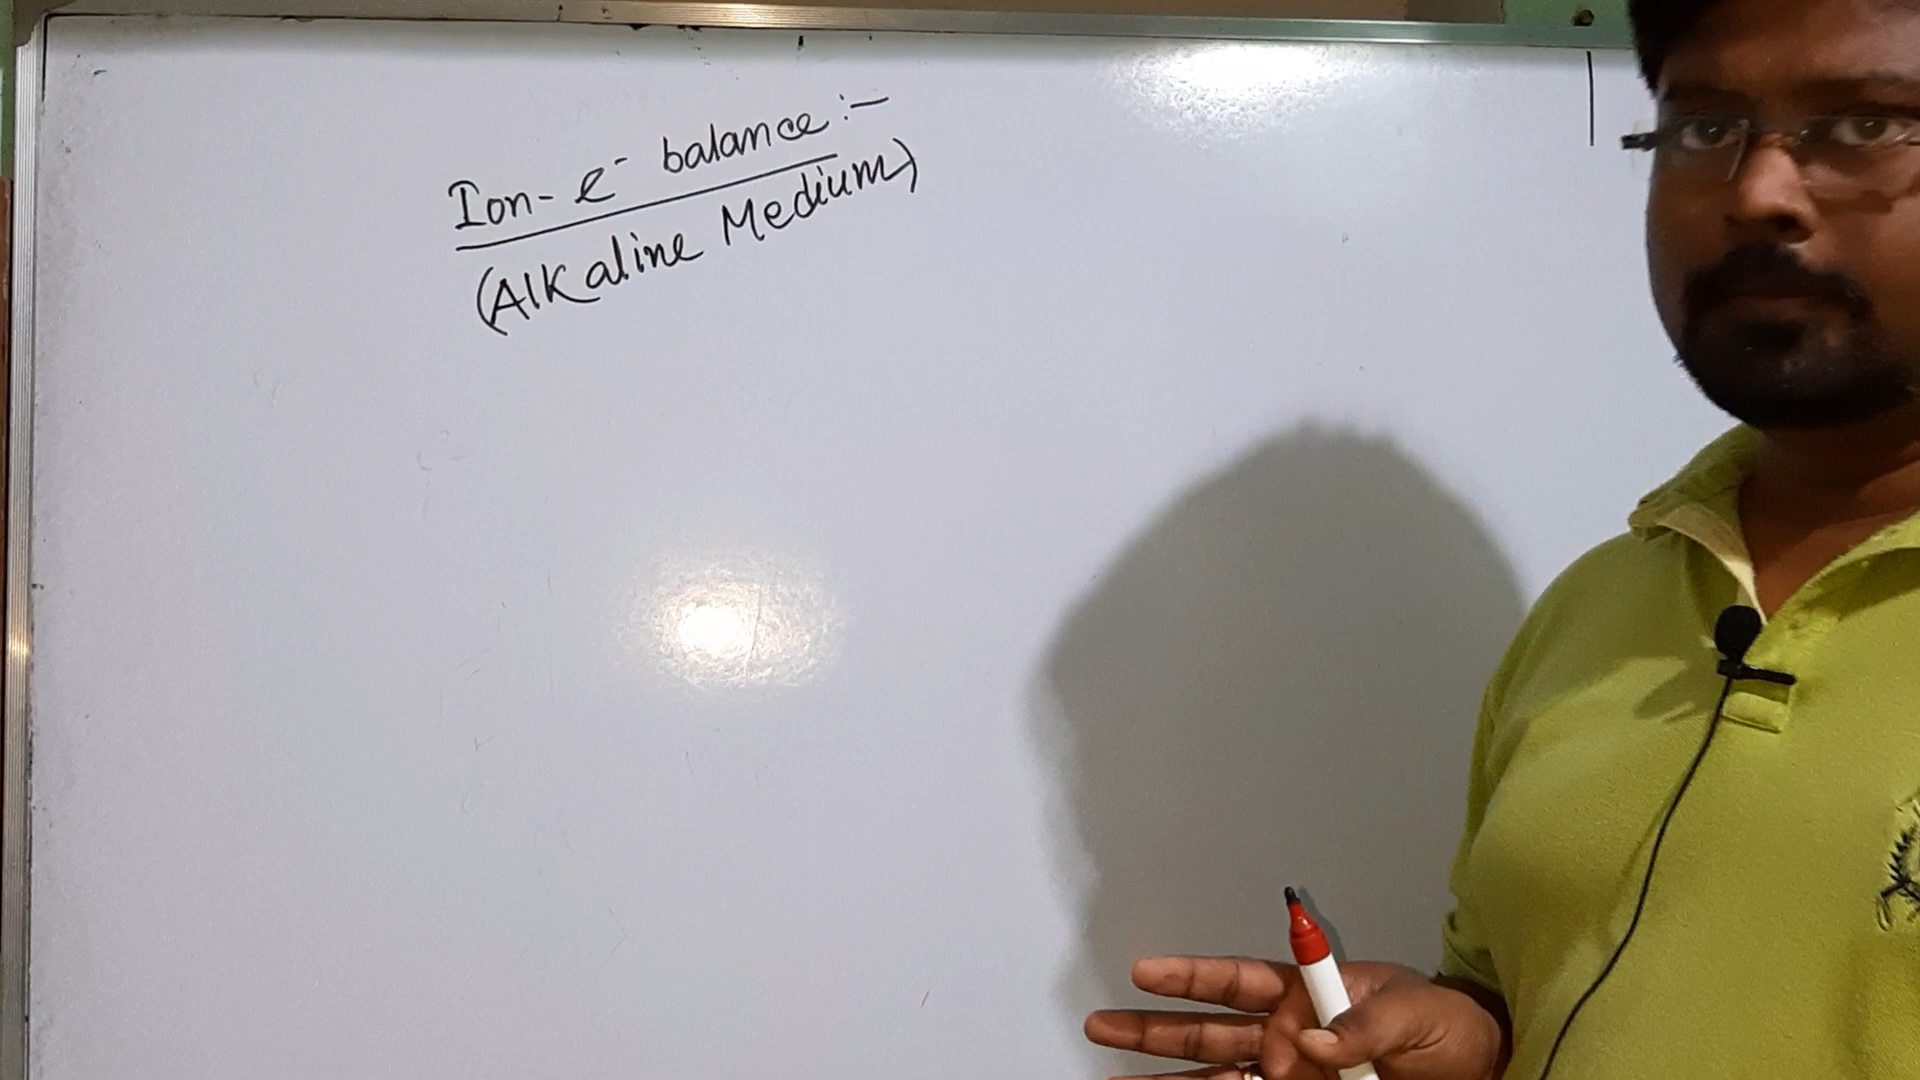 Ion- e⁻ balance :-
(Alkaline Medium)